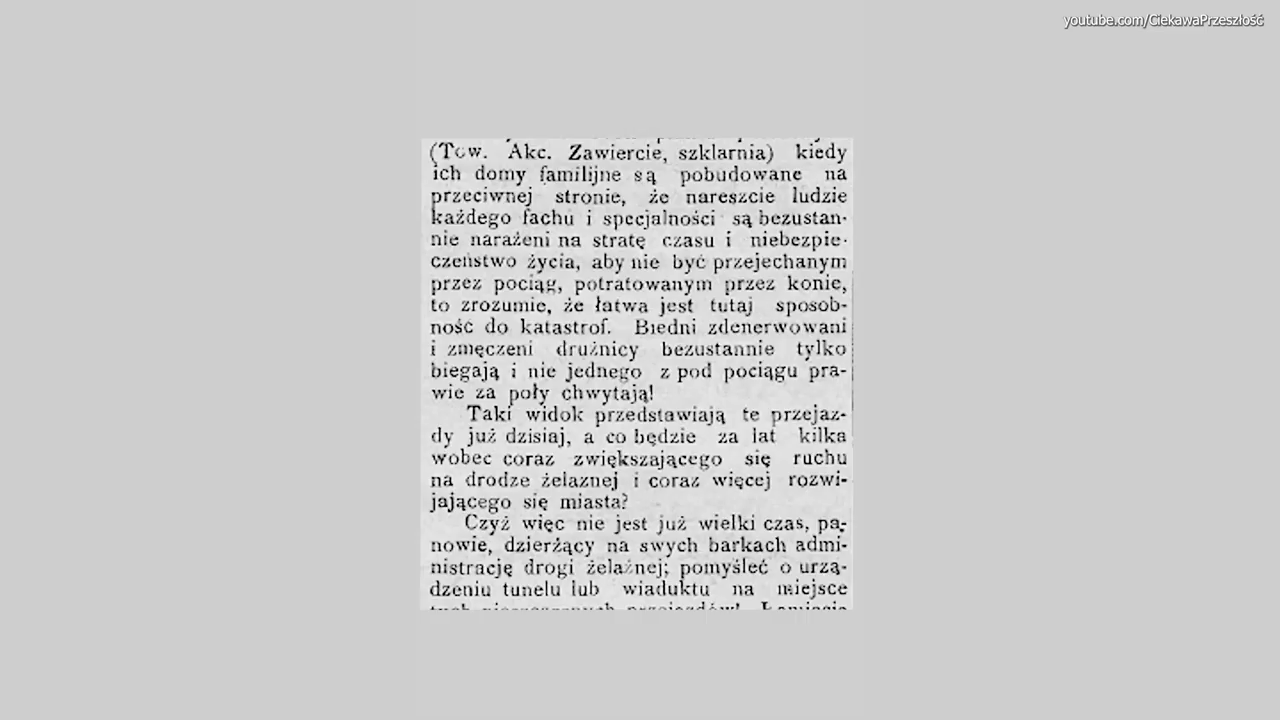 youtube.com/CiekawaPrzeszłość
(Tow. Akc. Zawiercie, szklarnia) kiedy
ich domy familijne są pobudowane na
przeciwnej stronie, że nareszcie ludzie
każdego fachu i specjalności są bezustan-
nie narażeni na stratę czasu i niebezpie-
czeństwo życia, aby nie być przejechanym
przez pociąg, potratowanym przez konie,
to zrozumie, że łatwa jest tutaj sposob-
ność do katastrof. Biedni zdenerwowani
i zmęczeni drużnicy bezustannie tylko
biegają i nie jednego z pod pociągu pra-
wie za poły chwytają!
Taki widok przedstawiają te przejaz-
dy już dzisiaj, a co będzie za lat kilka
wobec coraz zwiększającego się ruchu
na drodze żelaznej i coraz więcej rozwi-
jającego się miasta?
Czyż więc nie jest już wielki czas, pa-
nowie, dzierżący na swych barkach admi-
nistrację drogi żelaźnej; pomyśleć o urzą-
dzeniu tunelu lub wiaduktu na miejsce